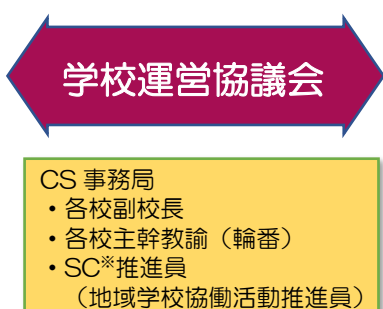 学校運営協議会
CS 事務局
・各校副校長
・各校主幹教諭（輪番）
・SC※推進員
（地域学校協働活動推進員）